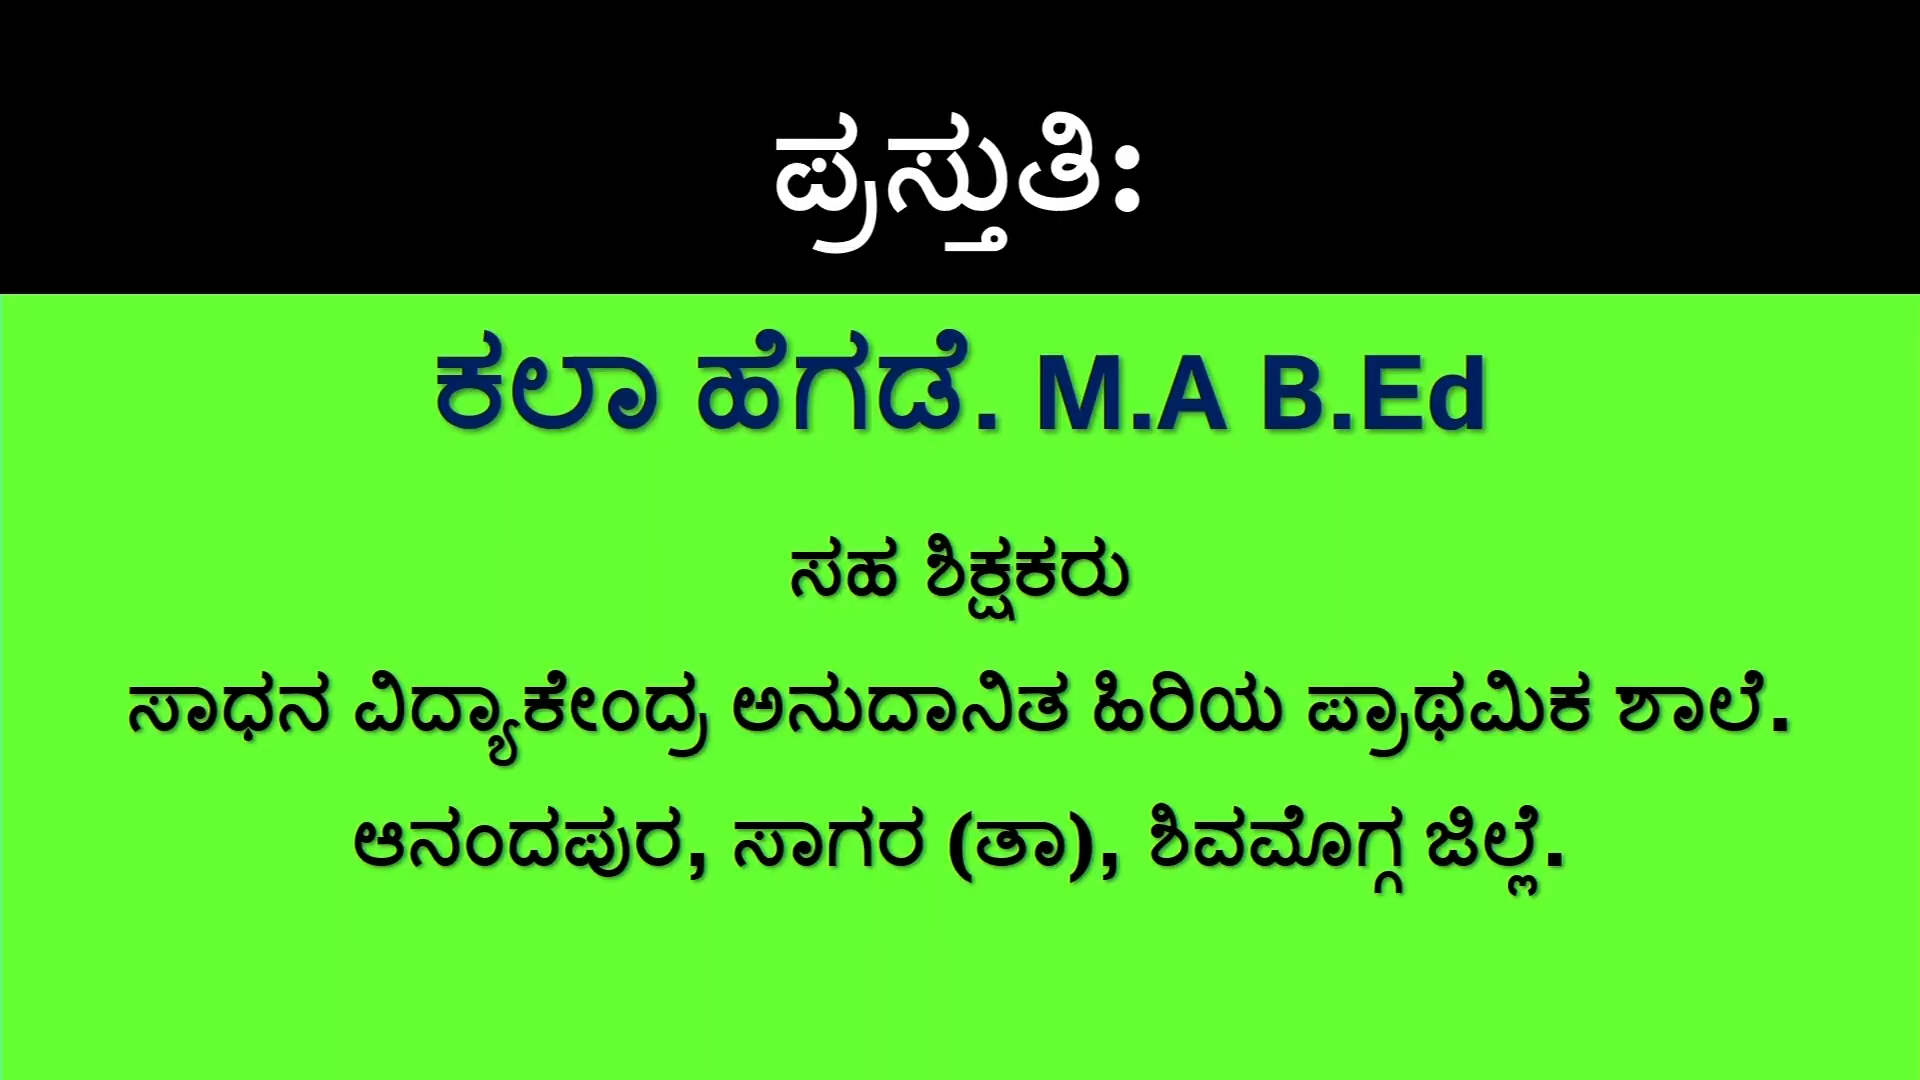 ಪ್ರಸ್ತುತಿ:
ಕಲಾ ಹೆಗಡೆ. M.A B.Ed
ಸಹ ಶಿಕ್ಷಕರು
ಸಾಧನ ವಿದ್ಯಾಕೇಂದ್ರ ಅನುದಾನಿತ ಹಿರಿಯ ಪ್ರಾಥಮಿಕ ಶಾಲೆ.
ಆನಂದಪುರ, ಸಾಗರ (ತಾ), ಶಿವಮೊಗ್ಗ ಜಿಲ್ಲೆ.